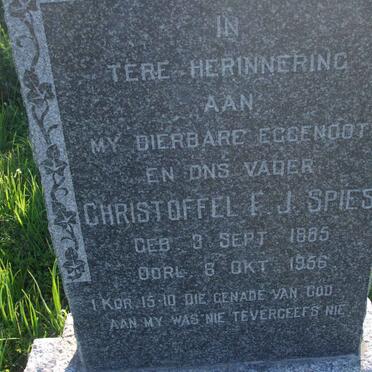 IN
TERE HERINNERING
AAN
MY DIERBARE EGGENOOT
EN ONS VADER
CHRISTOFFEL F. J. SPIES
GEB. 3 SEPT. 1885
OORL. 8 OKT. 1956
1 KOR. 15-10 DIE GENADE VAN GOD
AAN MY WAS NIE TEVERGEEFS NIE